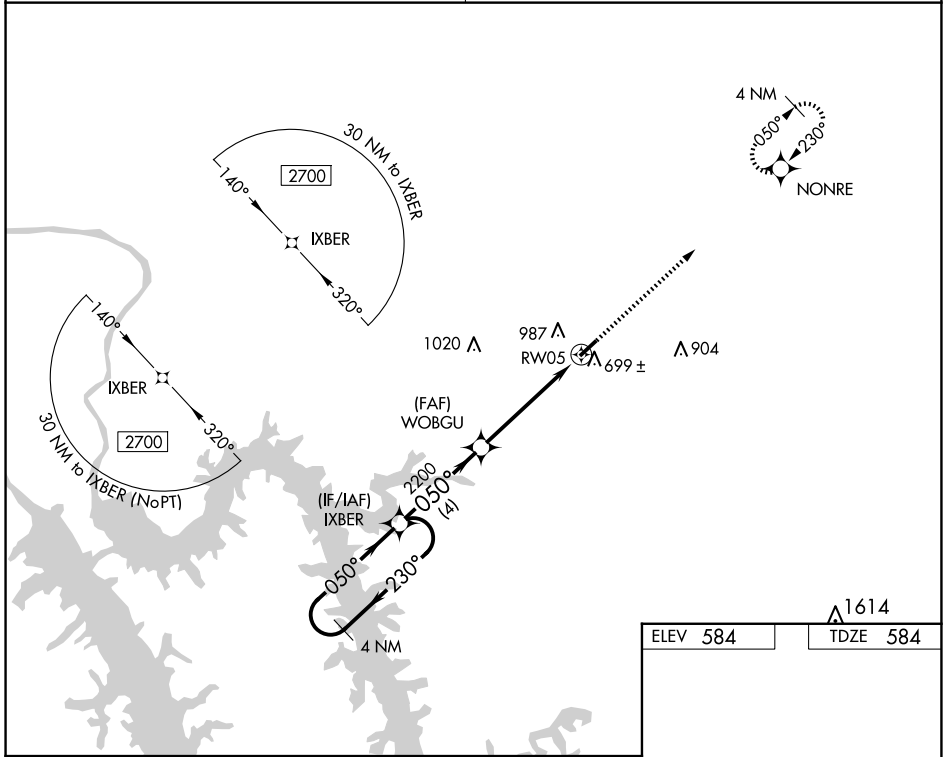 4 NM
050°
230°
NONRE
30 NM to IXBER
2700
140°
IXBER
320°
140°
IXBER
320°
2700
30 NM to IXBER (NoPT)
1020
987
RW05
699 ±
904
(FAF)
WOBGU
2200
050°
(4)
(IF/IAF)
IXBER
050°
230°
4 NM
1614
ELEV 584
TDZE 584